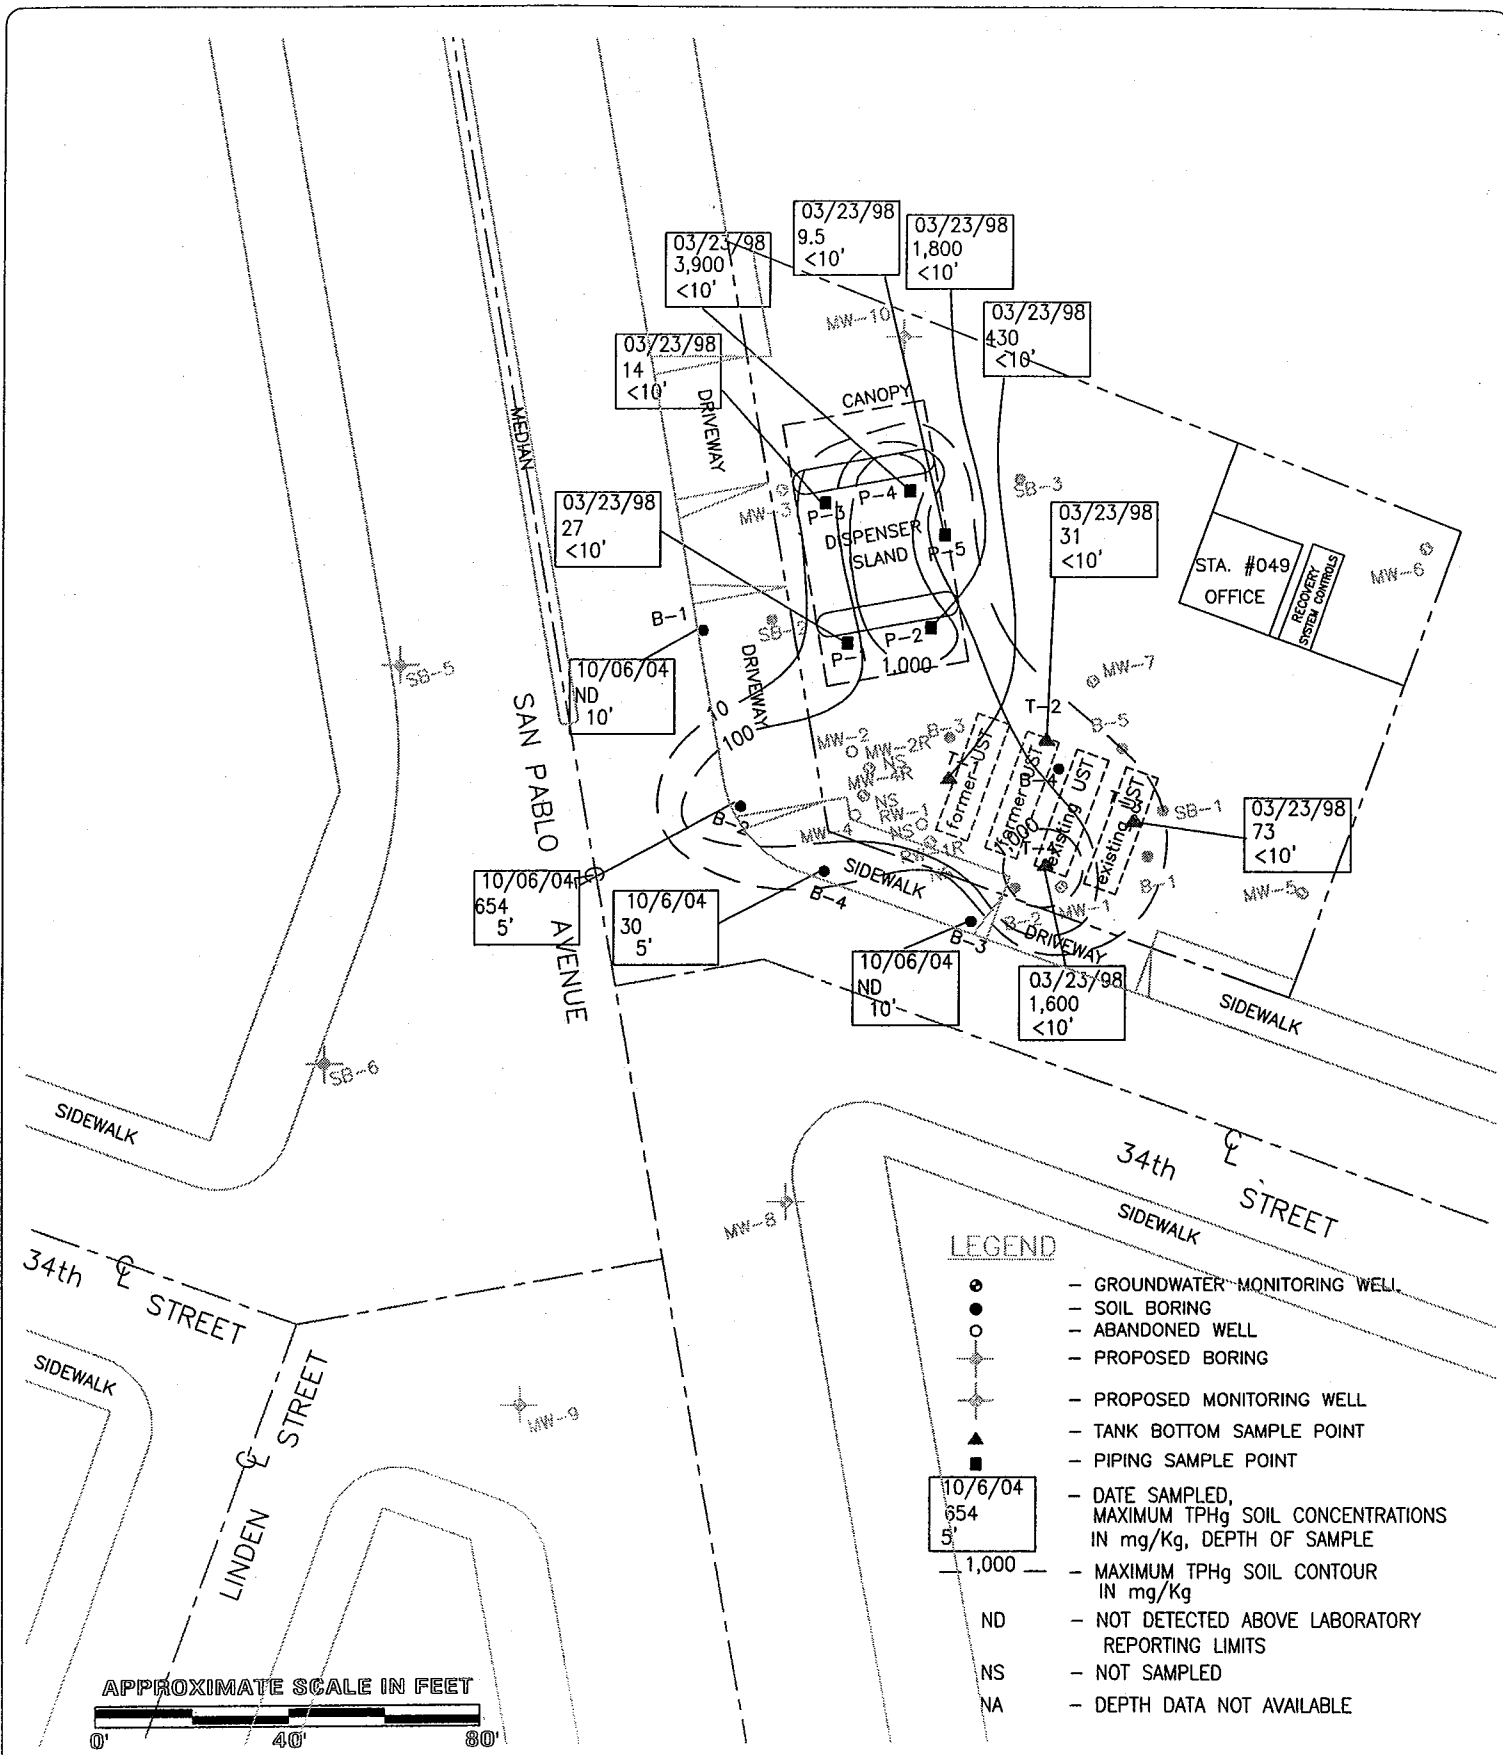 03/23/98
9.5
<10'
03/23/98
1,800
<10'
03/23/98
3,900
<10'
MW-10
03/23/98
430
<10'
03/23/98
14
<10'
DRIVEWAY
CANOPY
MEDIAN
SB-3
03/23/98
27
<10'
MW-3
P-3
P-4
DISPENSER
ISLAND
P-5
03/23/98
31
<10'
STA. #049
OFFICE
RECOVERY
SYSTEM CONTROLS
MW-6
B-1
SB-2
P-2
1,000
SB-5
10/06/04
ND
10'
DRIVEWAY
MW-7
T-2
10
100
B-5
SAN PABLO
AVENUE
MW-2
B-3
MW-2R
NS
MW-4R
NS
RW-1
NS
RW-1R
MW-4
former UST
former UST
B-4
existing UST
existing UST
SB-1
03/23/98
73
<10'
B-2
SIDEWALK
T-4
B-1
MW-5
MW-1
B-2
10/06/04
654
5'
10/6/04
30
5'
B-4
B-3
DRIVEWAY
10/06/04
ND
10'
03/23/98
1,600
<10'
SIDEWALK
SB-6
SIDEWALK
34th
CL
STREET
SIDEWALK
MW-8
34th
CL
STREET
SIDEWALK
LINDEN
CL
STREET
MW-9
LEGEND
- GROUNDWATER MONITORING WELL
- SOIL BORING
- ABANDONED WELL
- PROPOSED BORING
- PROPOSED MONITORING WELL
- TANK BOTTOM SAMPLE POINT
- PIPING SAMPLE POINT
10/6/04
654
5'
- DATE SAMPLED,
MAXIMUM TPHg SOIL CONCENTRATIONS
IN mg/Kg, DEPTH OF SAMPLE
1,000
- MAXIMUM TPHg SOIL CONTOUR
IN mg/Kg
ND - NOT DETECTED ABOVE LABORATORY
REPORTING LIMITS
NS - NOT SAMPLED
NA - DEPTH DATA NOT AVAILABLE
APPROXIMATE SCALE IN FEET
0' 40' 80'